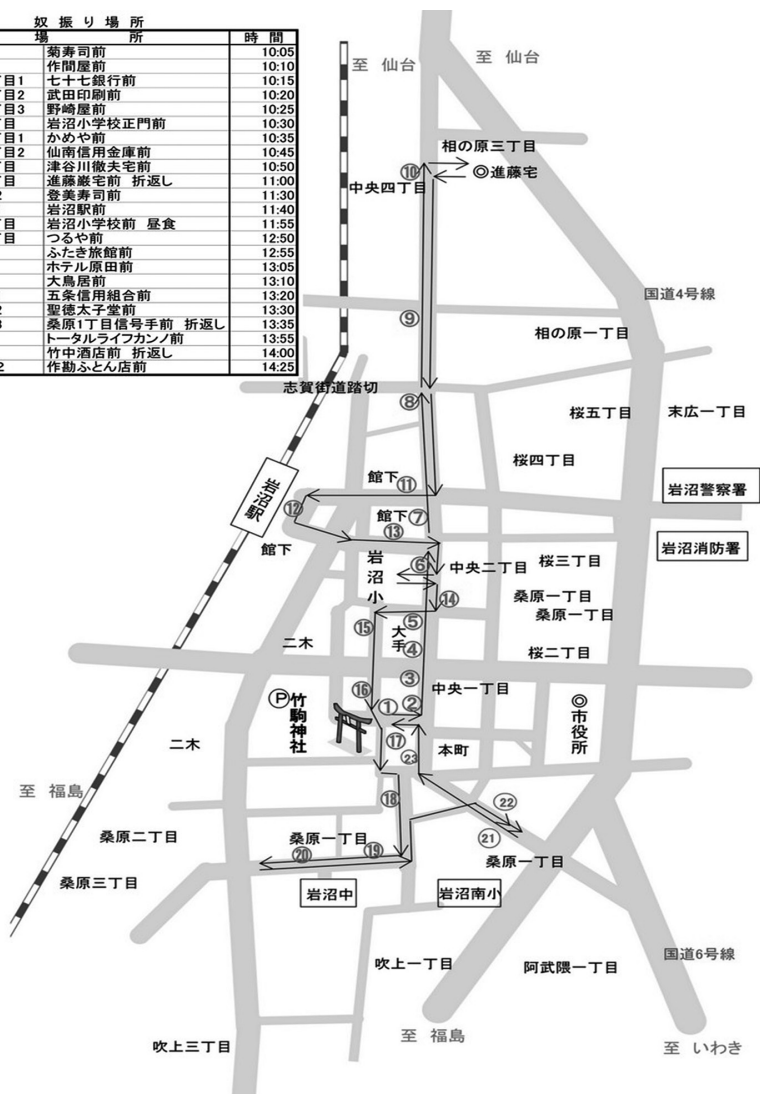 奴 振 り 場 所
場 所 時 間
菊寿司前 10:05
作間屋前 10:10
目1 七十七銀行前 10:15
目2 武田印刷前 10:20
目3 野崎屋前 10:25
目 岩沼小学校正門前 10:30
目1 かめや前 10:35
目2 仙南信用金庫前 10:45
目 津谷川徹夫宅前 10:50
目 進藤巌宅前 折返し 11:00
2 登美寿司前 11:30
岩沼駅前 11:40
目 岩沼小学校前 昼食 11:55
目 つるや前 12:50
ふたき旅館前 12:55
ホテル原田前 13:05
大鳥居前 13:10
五条信用組合前 13:20
2 聖徳太子堂前 13:30
3 桑原1丁目信号手前 折返し 13:35
トータルライフカンノ前 13:55
竹中酒店前 折返し 14:00
2 作勘ふとん店前 14:25
至 仙台
至 仙台
相の原三丁目
⑩
◎進藤宅
中央四丁目
国道4号線
⑨
相の原一丁目
志賀街道踏切
⑧
桜五丁目
末広一丁目
桜四丁目
館下
⑪
岩沼警察署
岩沼駅
⑫
館下
⑦
⑬
館下
岩沼消防署
岩沼小
⑥
中央二丁目
桜三丁目
桑原一丁目
⑭
桑原一丁目
⑮
⑤
大手
④
二木
桜二丁目
③
中央一丁目
⑯
①
②
Ⓟ
竹駒神社
◎市役所
⑰
二木
本町
㉓
至 福島
⑱
㉒
桑原二丁目
桑原一丁目
㉑
⑲
⑳
桑原一丁目
桑原三丁目
岩沼中
岩沼南小
国道6号線
吹上一丁目
阿武隈一丁目
至 福島
吹上三丁目
至 いわき